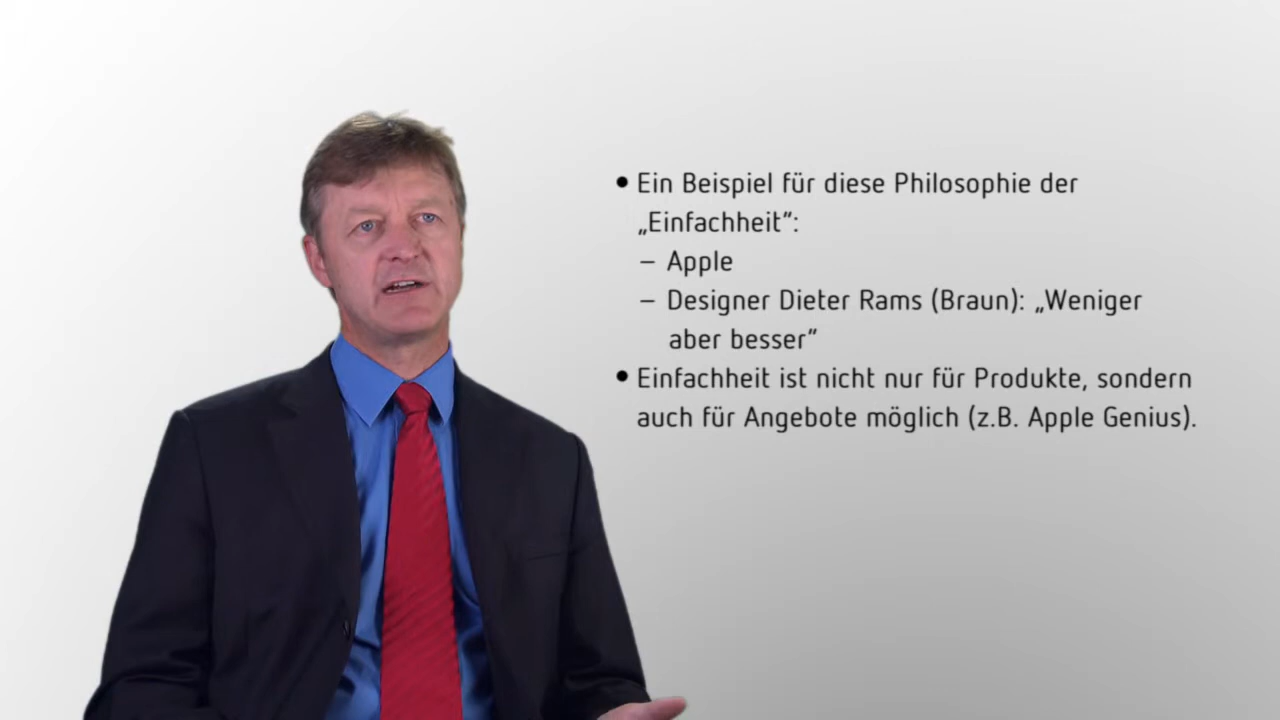 • Ein Beispiel für diese Philosophie der
„Einfachheit“:
– Apple
– Designer Dieter Rams (Braun): „Weniger
aber besser“
• Einfachheit ist nicht nur für Produkte, sondern
auch für Angebote möglich (z.B. Apple Genius).